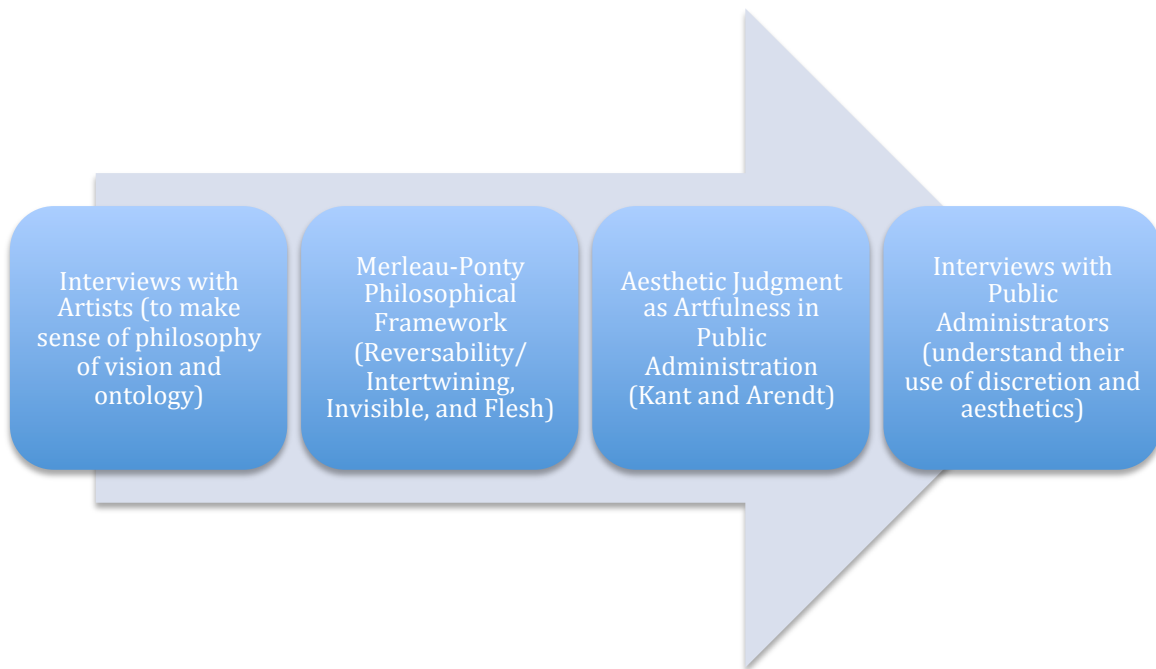 Interviews with
Artists (to make
sense of philosophy
of vision and
ontology)
Merleau-Ponty
Philosophical
Framework
(Reversability/
Intertwining,
Invisible, and Flesh)
Aesthetic Judgment
as Artfulness in
Public
Administration
(Kant and Arendt)
Interviews with
Public
Administrators
(understand their
use of discretion and
aesthetics)